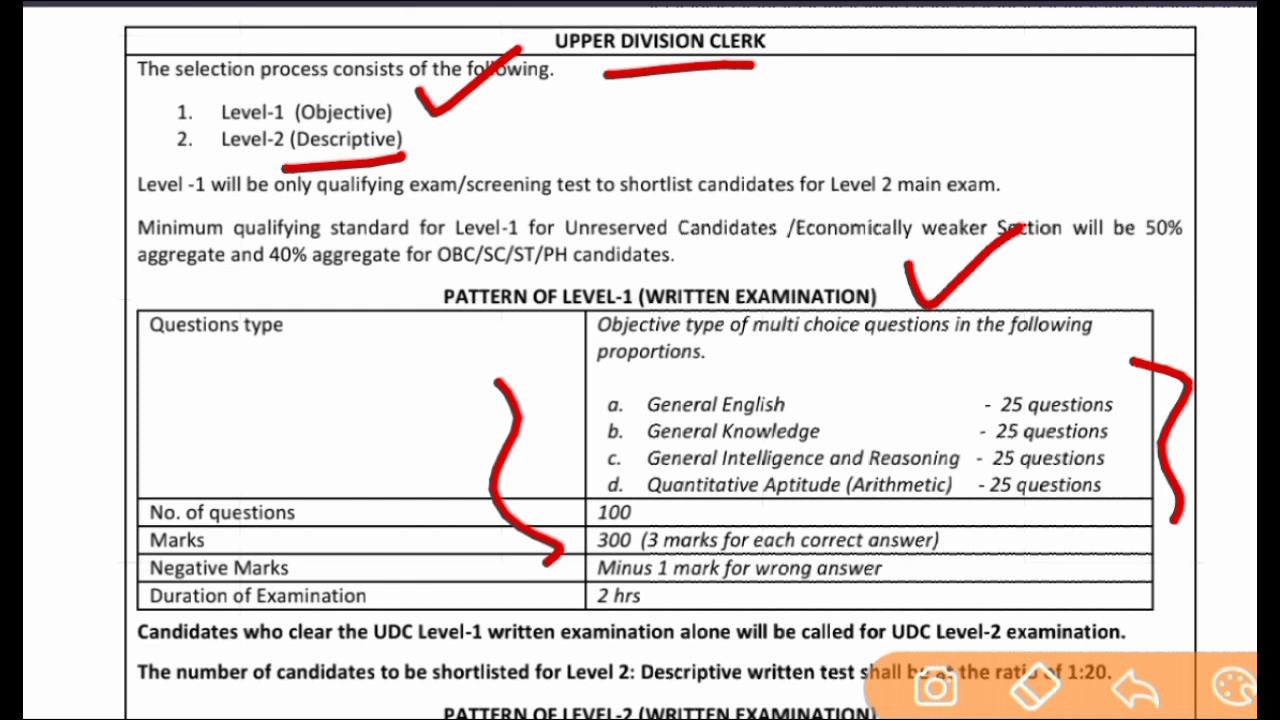 UPPER DIVISION CLERK
The selection process consists of the following.
1. Level-1 (Objective)
2. Level-2 (Descriptive)
Level -1 will be only qualifying exam/screening test to shortlist candidates for Level 2 main exam.
Minimum qualifying standard for Level-1 for Unreserved Candidates /Economically weaker Section will be 50%
aggregate and 40% aggregate for OBC/SC/ST/PH candidates.
PATTERN OF LEVEL-1 (WRITTEN EXAMINATION)
Questions type
Objective type of multi choice questions in the following
proportions.
a. General English - 25 questions
b. General Knowledge - 25 questions
c. General Intelligence and Reasoning - 25 questions
d. Quantitative Aptitude (Arithmetic) - 25 questions
No. of questions 100
Marks 300 (3 marks for each correct answer)
Negative Marks Minus 1 mark for wrong answer
Duration of Examination 2 hrs
Candidates who clear the UDC Level-1 written examination alone will be called for UDC Level-2 examination.
The number of candidates to be shortlisted for Level 2: Descriptive written test shall be at the ratio of 1:20.
PATTERN OF LEVEL-2 (WRITTEN EXAMINATION)